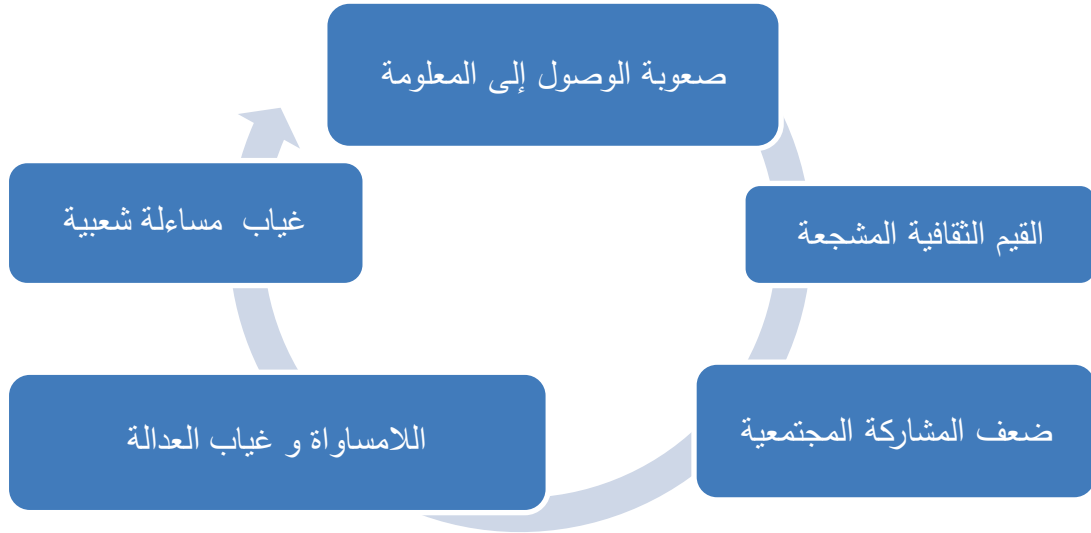 صعوبة الوصول إلى المعلومة
القيم الثقافية المشجعة
ضعف المشاركة المجتمعية
اللامساواة و غياب العدالة
غياب  مساءلة شعبية